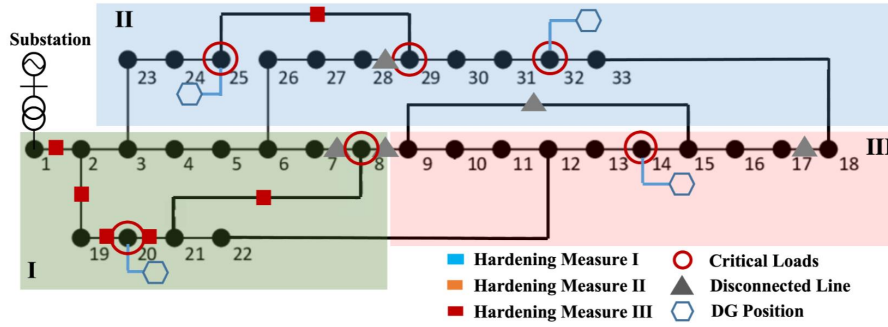 II
Substation
23 24 25 26 27 28 29 30 31 32 33
III
1 2 3 4 5 6 7 8 9 10 11 12 13 14 15 16 17 18
I
19 20 21 22
Hardening Measure I
Critical Loads
Hardening Measure II
Disconnected Line
Hardening Measure III
DG Position